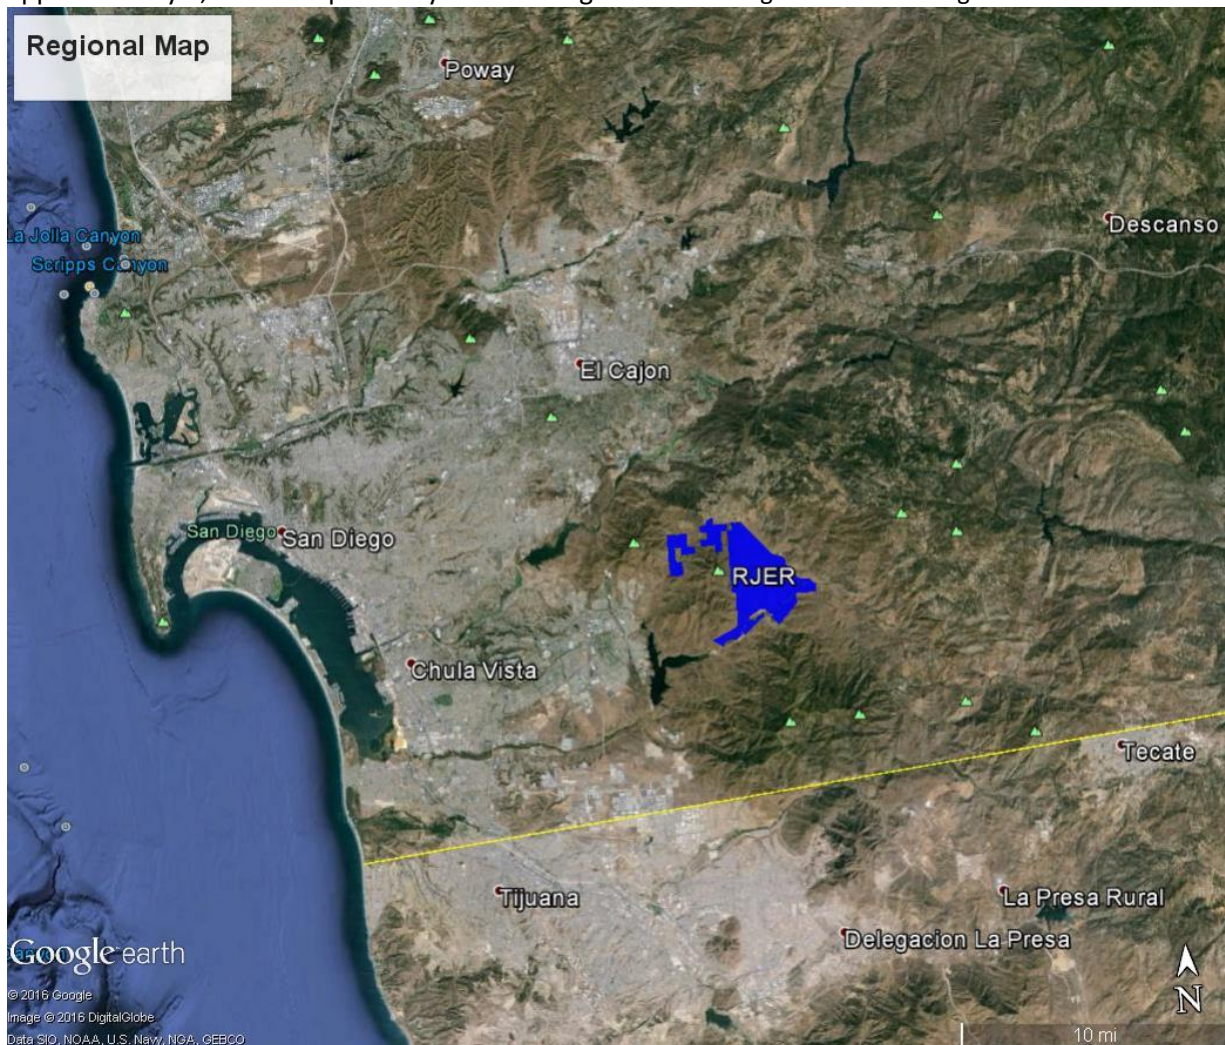 Regional Map
Poway
Descanso
La Jolla Canyon
Scripps Canyon
El Cajon
San Diego
San Diego
RJER
Chula Vista
Tecate
Tijuana
La Presa Rural
Delegacion La Presa
Google earth
N
© 2016 Google
Image © 2016 DigitalGlobe
Data SIO, NOAA, U.S. Navy, NGA, GEBCO
10 mi